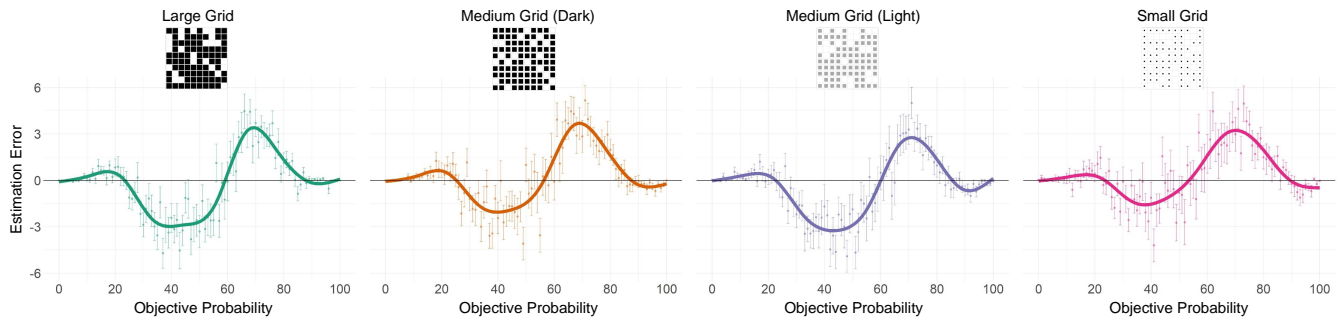 Large Grid
Medium Grid (Dark)
Medium Grid (Light)
Small Grid
Estimation Error
6
3
0
-3
-6
0 20 40 60 80 100
0 20 40 60 80 100
0 20 40 60 80 100
0 20 40 60 80 100
Objective Probability
Objective Probability
Objective Probability
Objective Probability